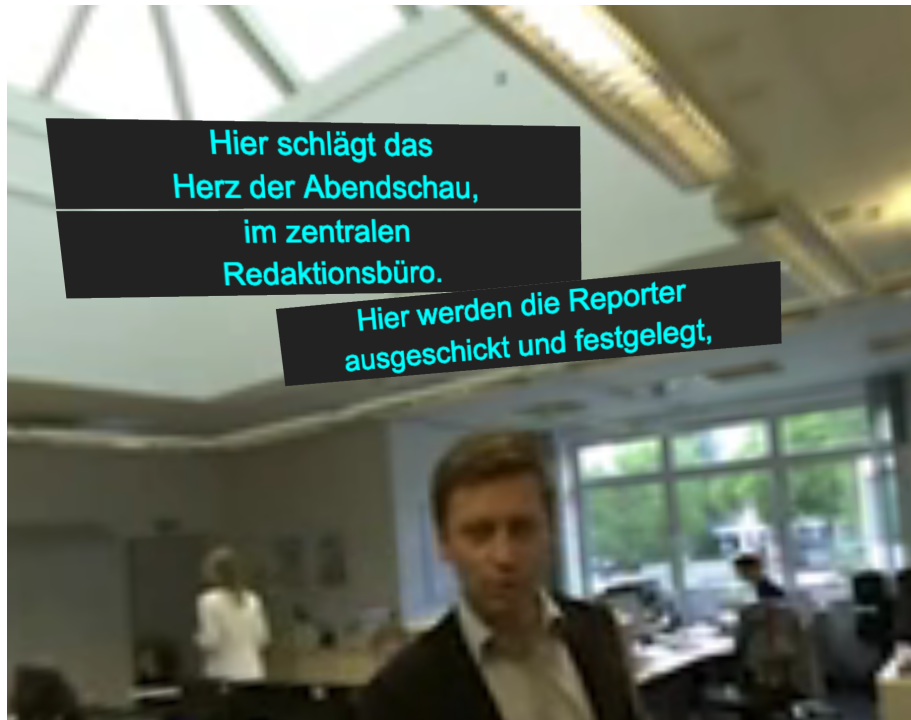 Hier schlägt das
Herz der Abendschau,
im zentralen
Redaktionsbüro.
Hier werden die Reporter
ausgeschickt und festgelegt,